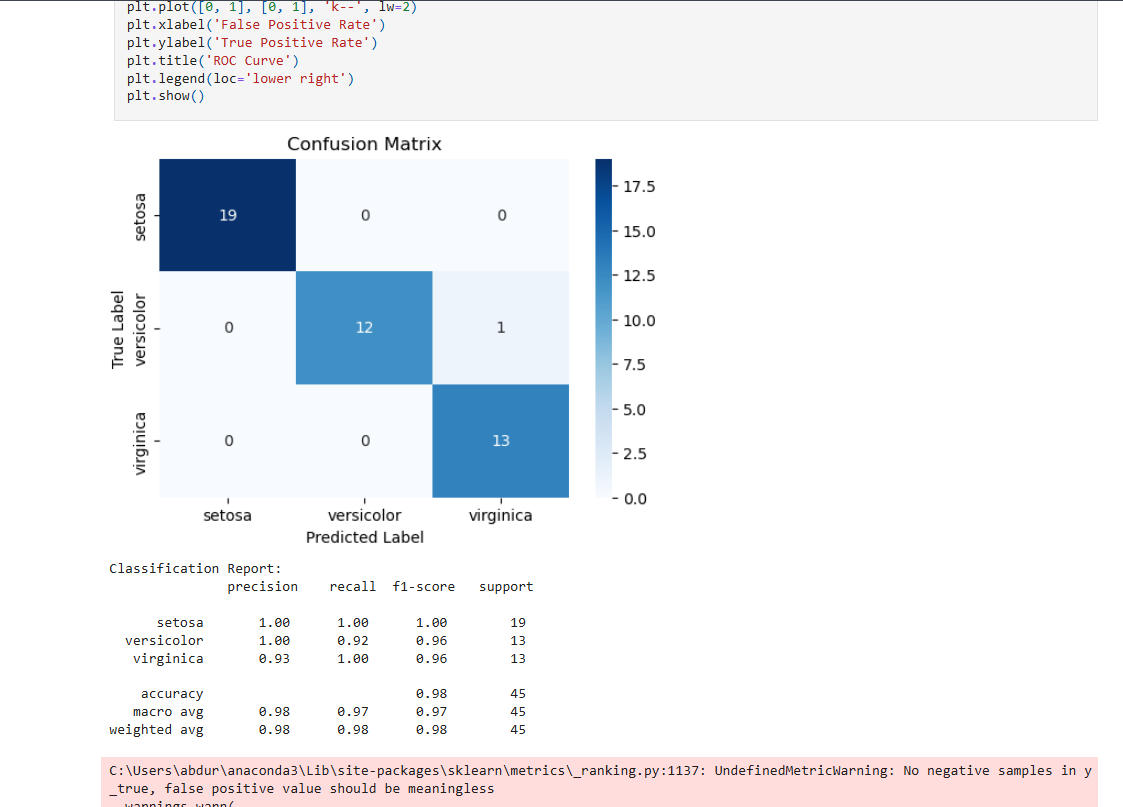 plt.plot([0, 1], [0, 1], 'k--', lw=2)
plt.xlabel('False Positive Rate')
plt.ylabel('True Positive Rate')
plt.title('ROC Curve')
plt.legend(loc='lower right')
plt.show()
Confusion Matrix
True Label
setosa 19 0 0
versicolor 0 12 1
virginica 0 0 13
setosa versicolor virginica
Predicted Label
17.5
15.0
12.5
10.0
7.5
5.0
2.5
0.0
Classification Report:
precision recall f1-score support
setosa 1.00 1.00 1.00 19
versicolor 1.00 0.92 0.96 13
virginica 0.93 1.00 0.96 13
accuracy 0.98 45
macro avg 0.98 0.97 0.97 45
weighted avg 0.98 0.98 0.98 45
C:\Users\abdur\anaconda3\Lib\site-packages\sklearn\metrics\_ranking.py:1137: UndefinedMetricWarning: No negative samples in y
_true, false positive value should be meaningless
warnings.warn(